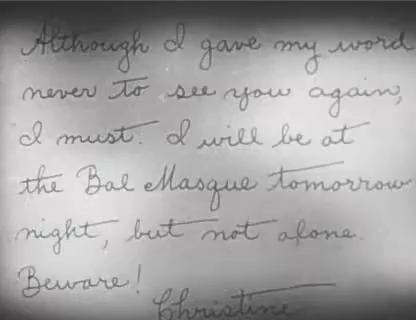 Although I gave my word
never to see you again,
I must. I will be at
the Bal Masque tomorrow
night, but not alone.
Beware!
Christine